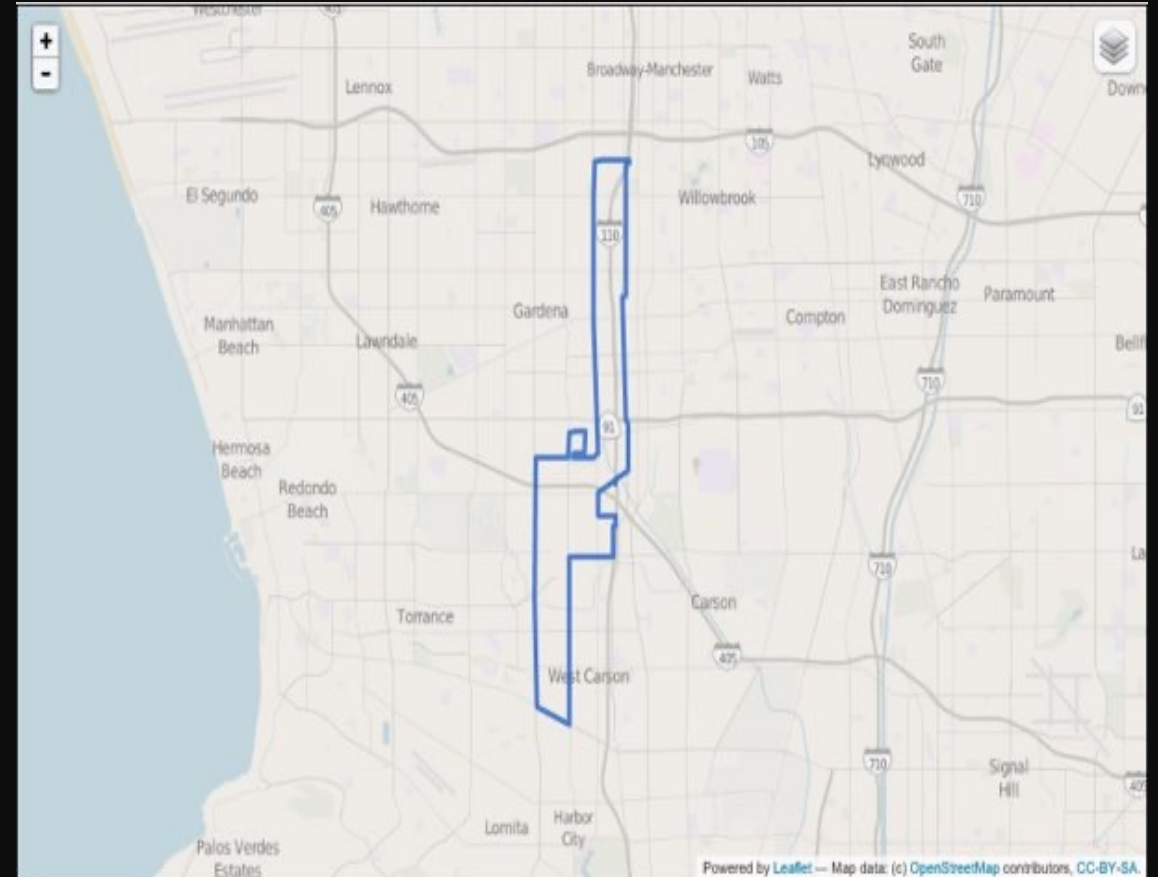 Westchester
405
+
-
South
Gate
Broadway-Manchester
Watts
Lennox
105
Lynwood
El Segundo
405
Hawthorne
Willowbrook
710
110
East Rancho
Dominguez
Paramount
Gardena
Compton
Manhattan
Beach
Lawndale
710
405
91
91
Hermosa
Beach
Redondo
Beach
710
Carson
Torrance
405
West Carson
710
Signal
Hill
405
Lomita
Harbor
City
Palos Verdes
Estates
Powered by Leaflet — Map data: (c) OpenStreetMap contributors, CC-BY-SA.